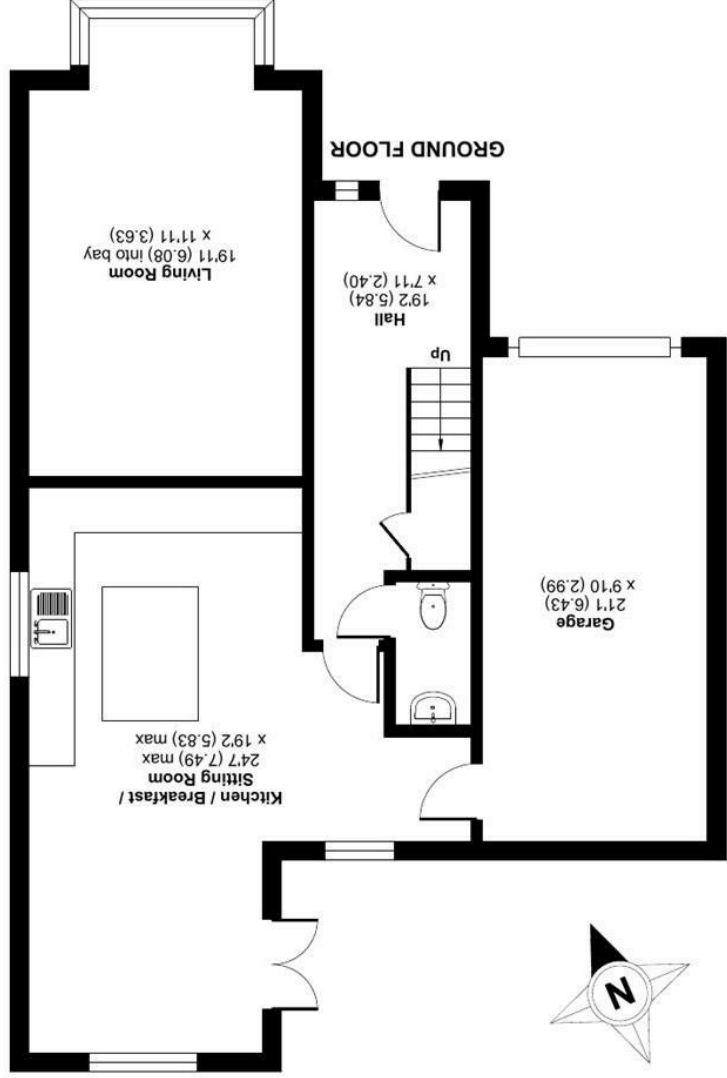 Kitchen / Breakfast /
Sitting Room
24'7 (7.49) max
x 19'2 (5.83) max
Garage
21'1 (6.43)
x 9'10 (2.99)
Up
Hall
19'2 (5.84)
x 7'11 (2.40)
Living Room
19'11 (6.08) into bay
x 11'11 (3.63)
GROUND FLOOR
N